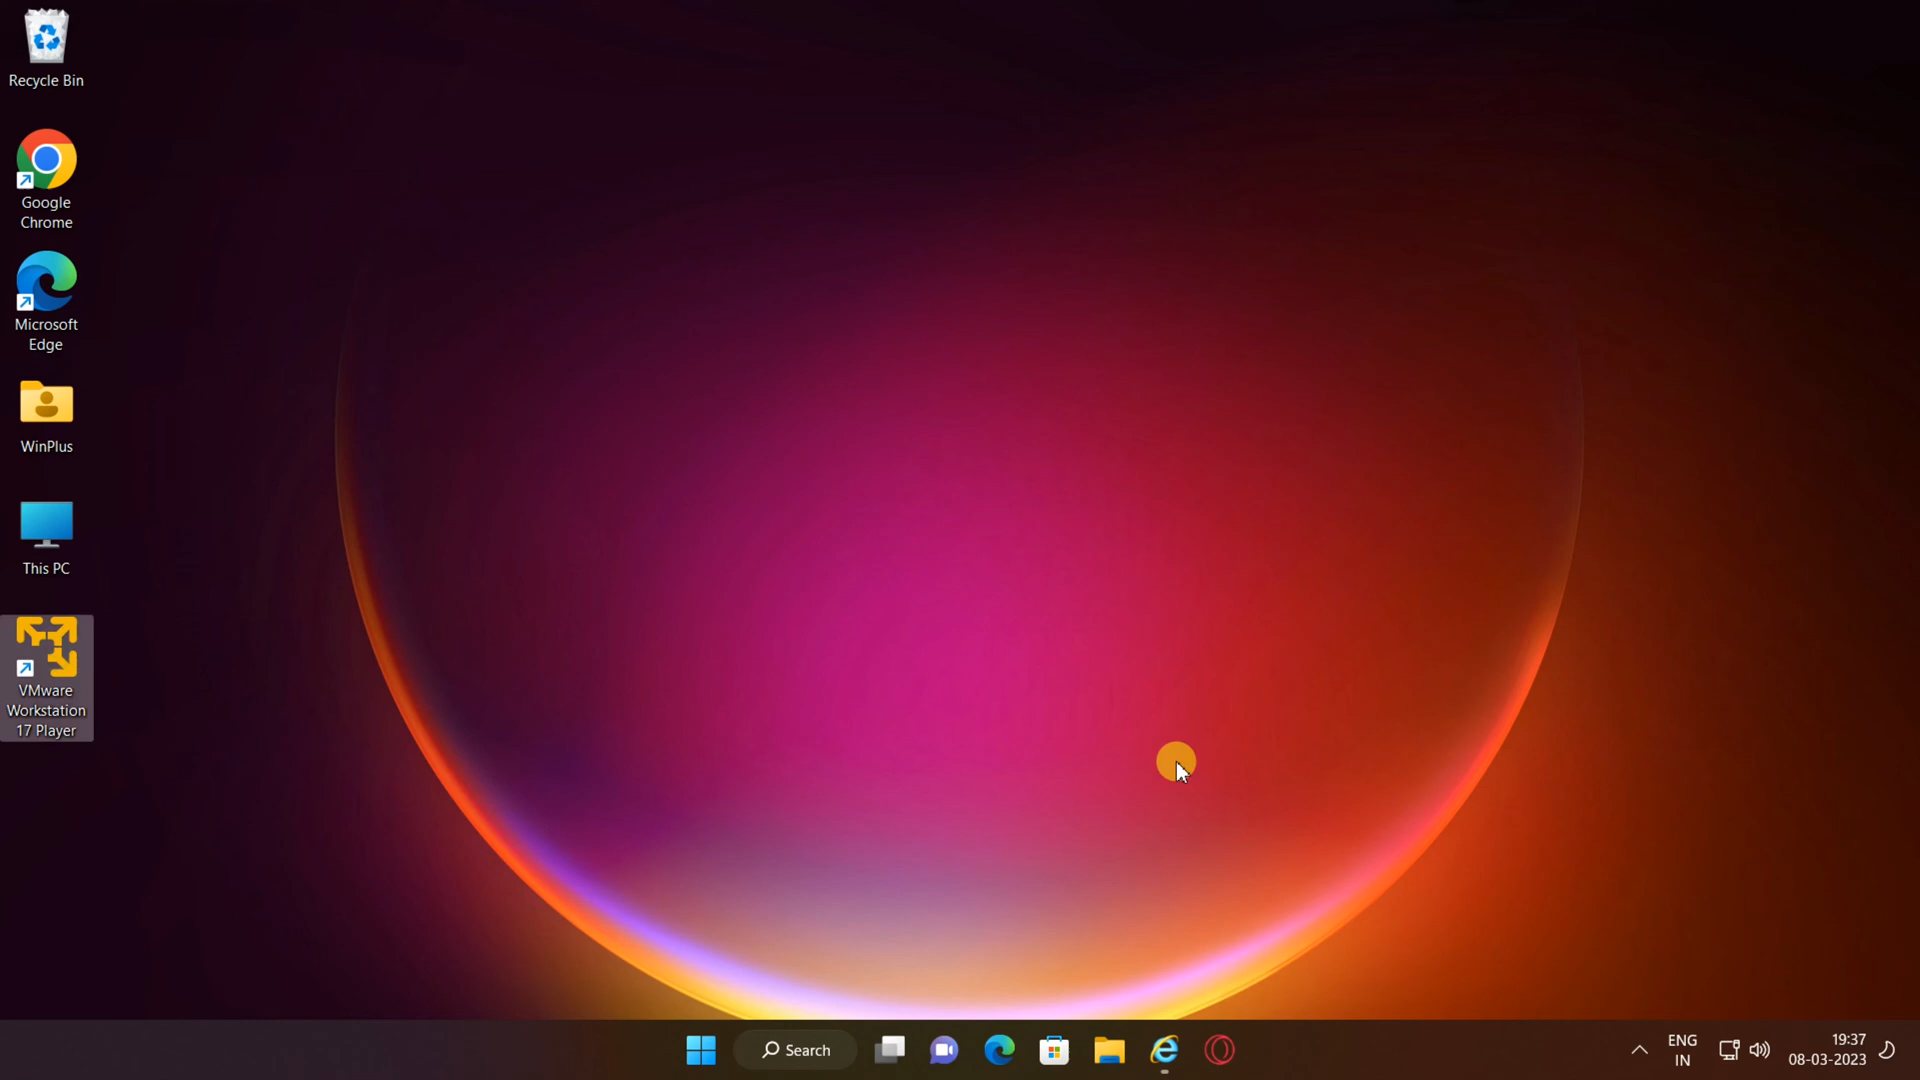 Recycle Bin
Google
Chrome
Microsoft
Edge
WinPlus
This PC
VMware
Workstation
17 Player
Search
ENG
IN
19:37
08-03-2023